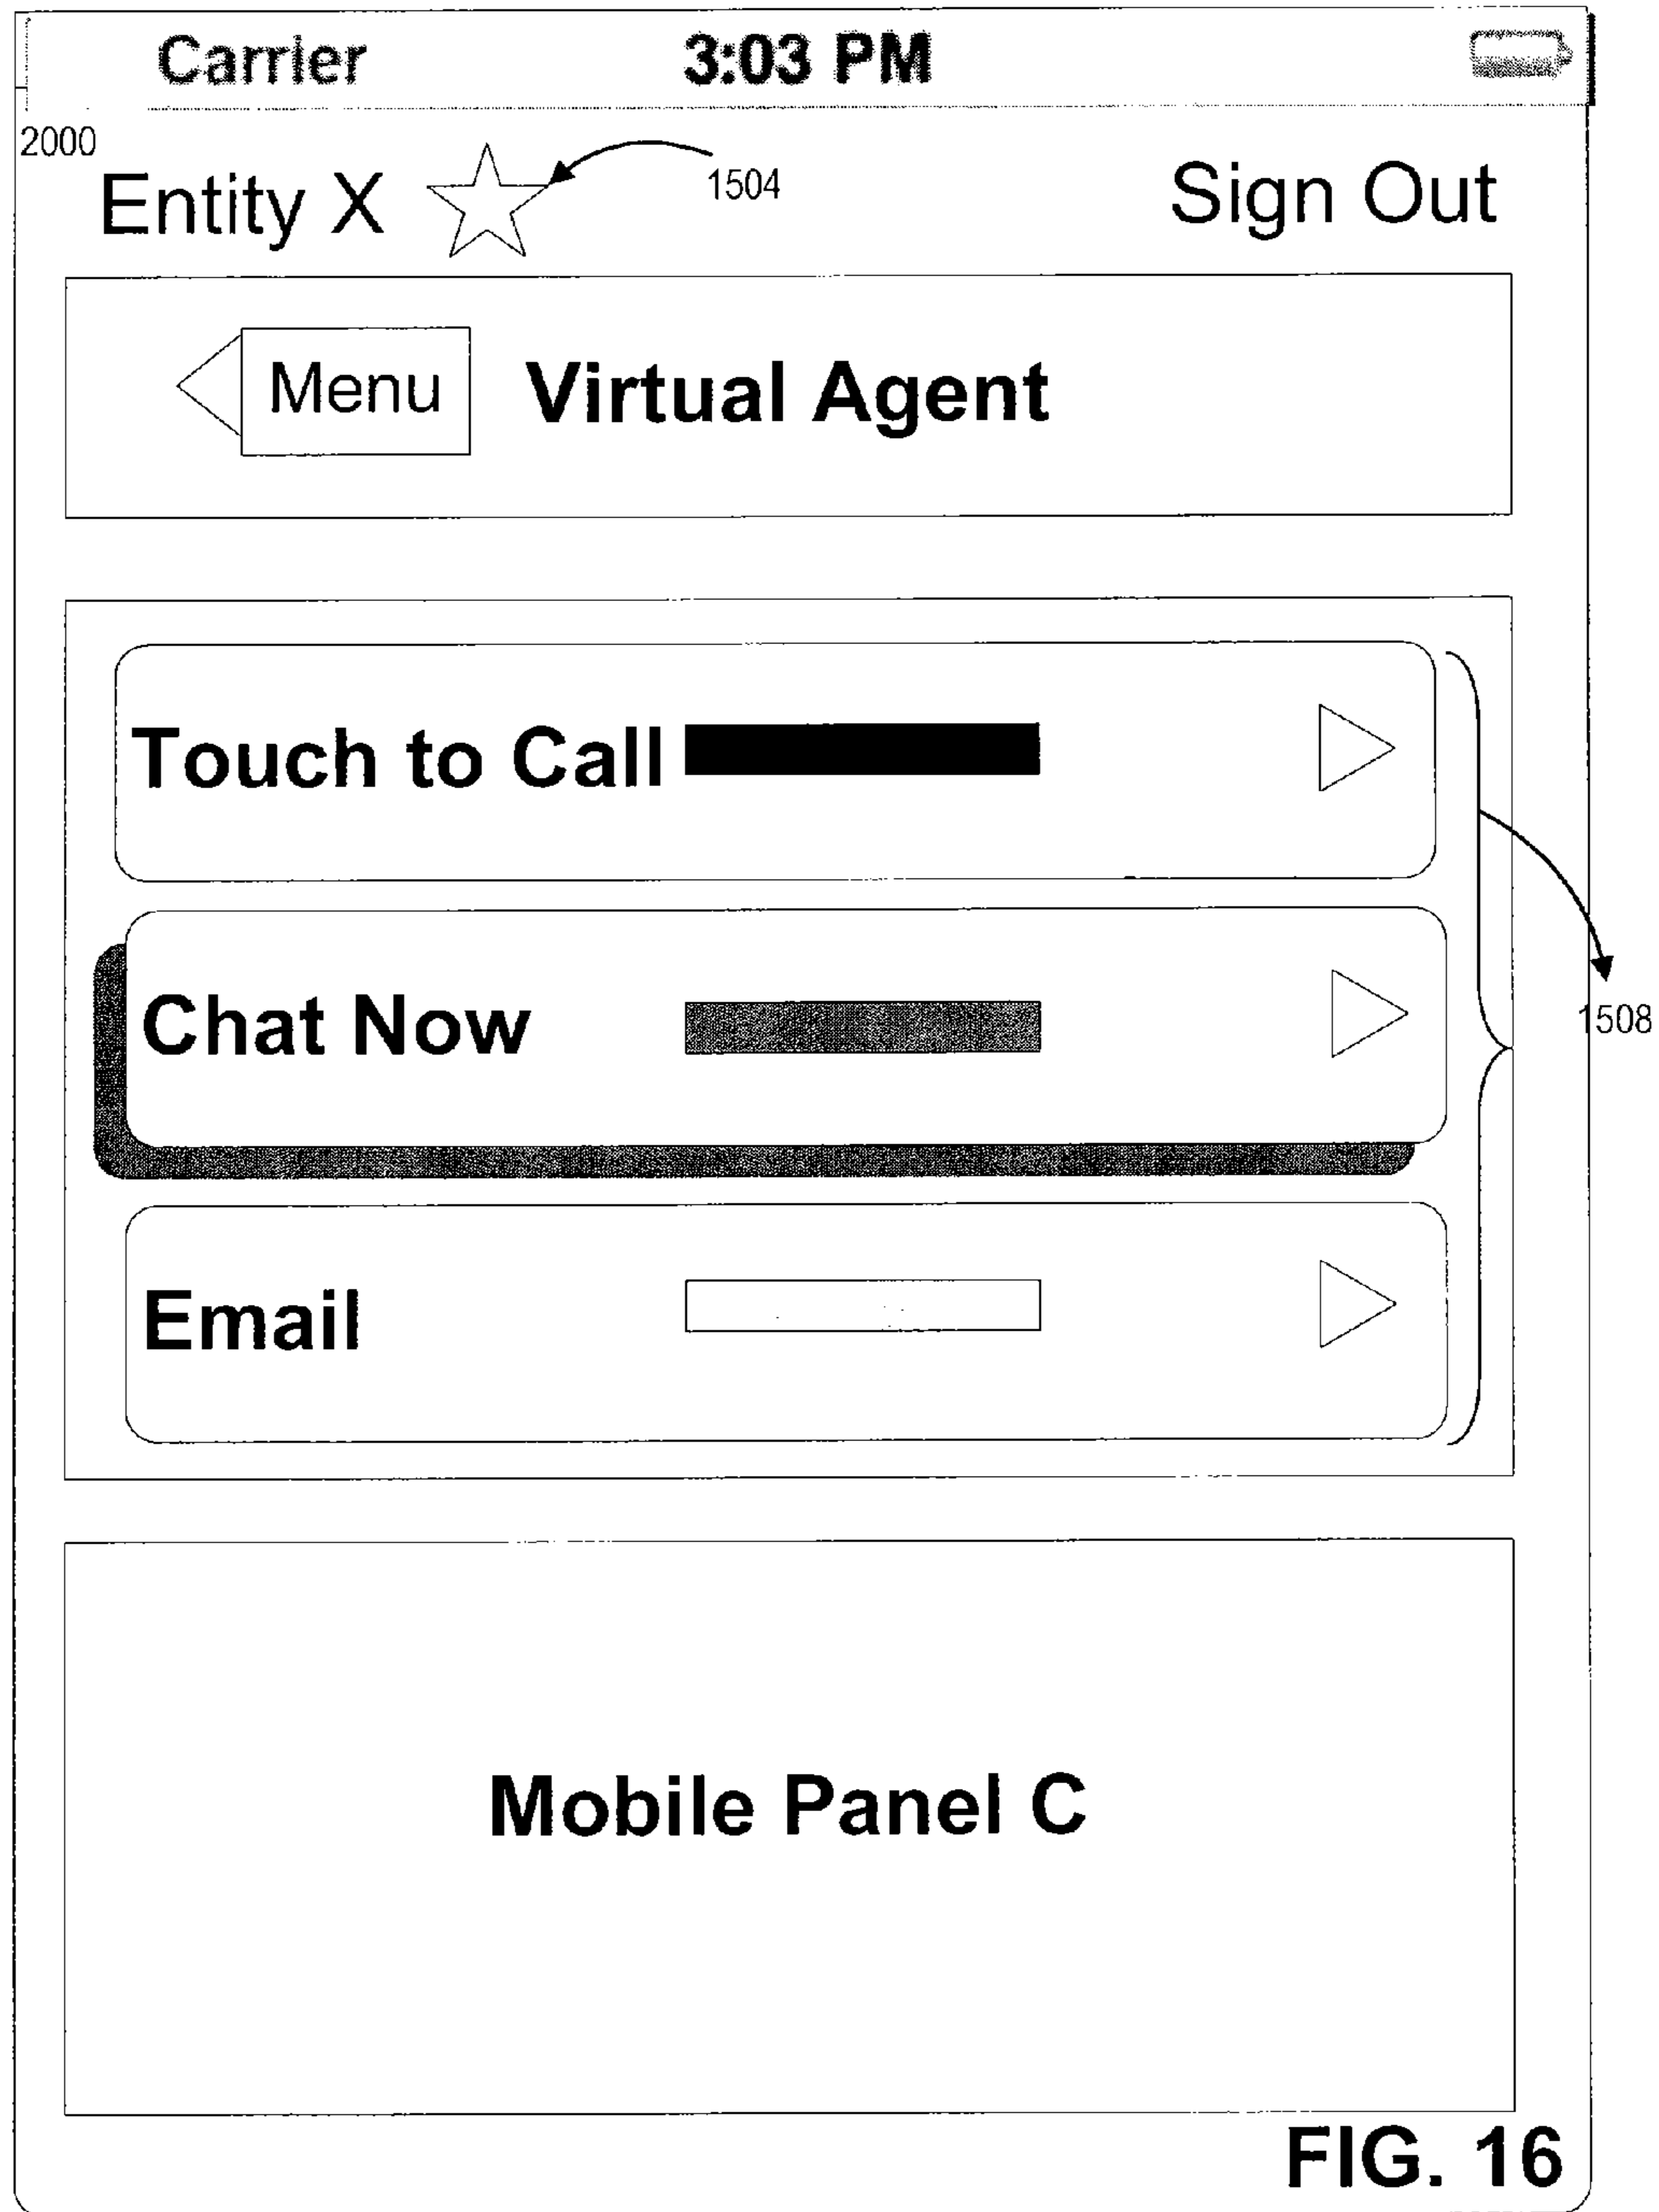 Carrier 3:03 PM
2000
Entity X 1504 Sign Out
Menu Virtual Agent
Touch to Call
Chat Now
1508
Email
Mobile Panel C
FIG. 16